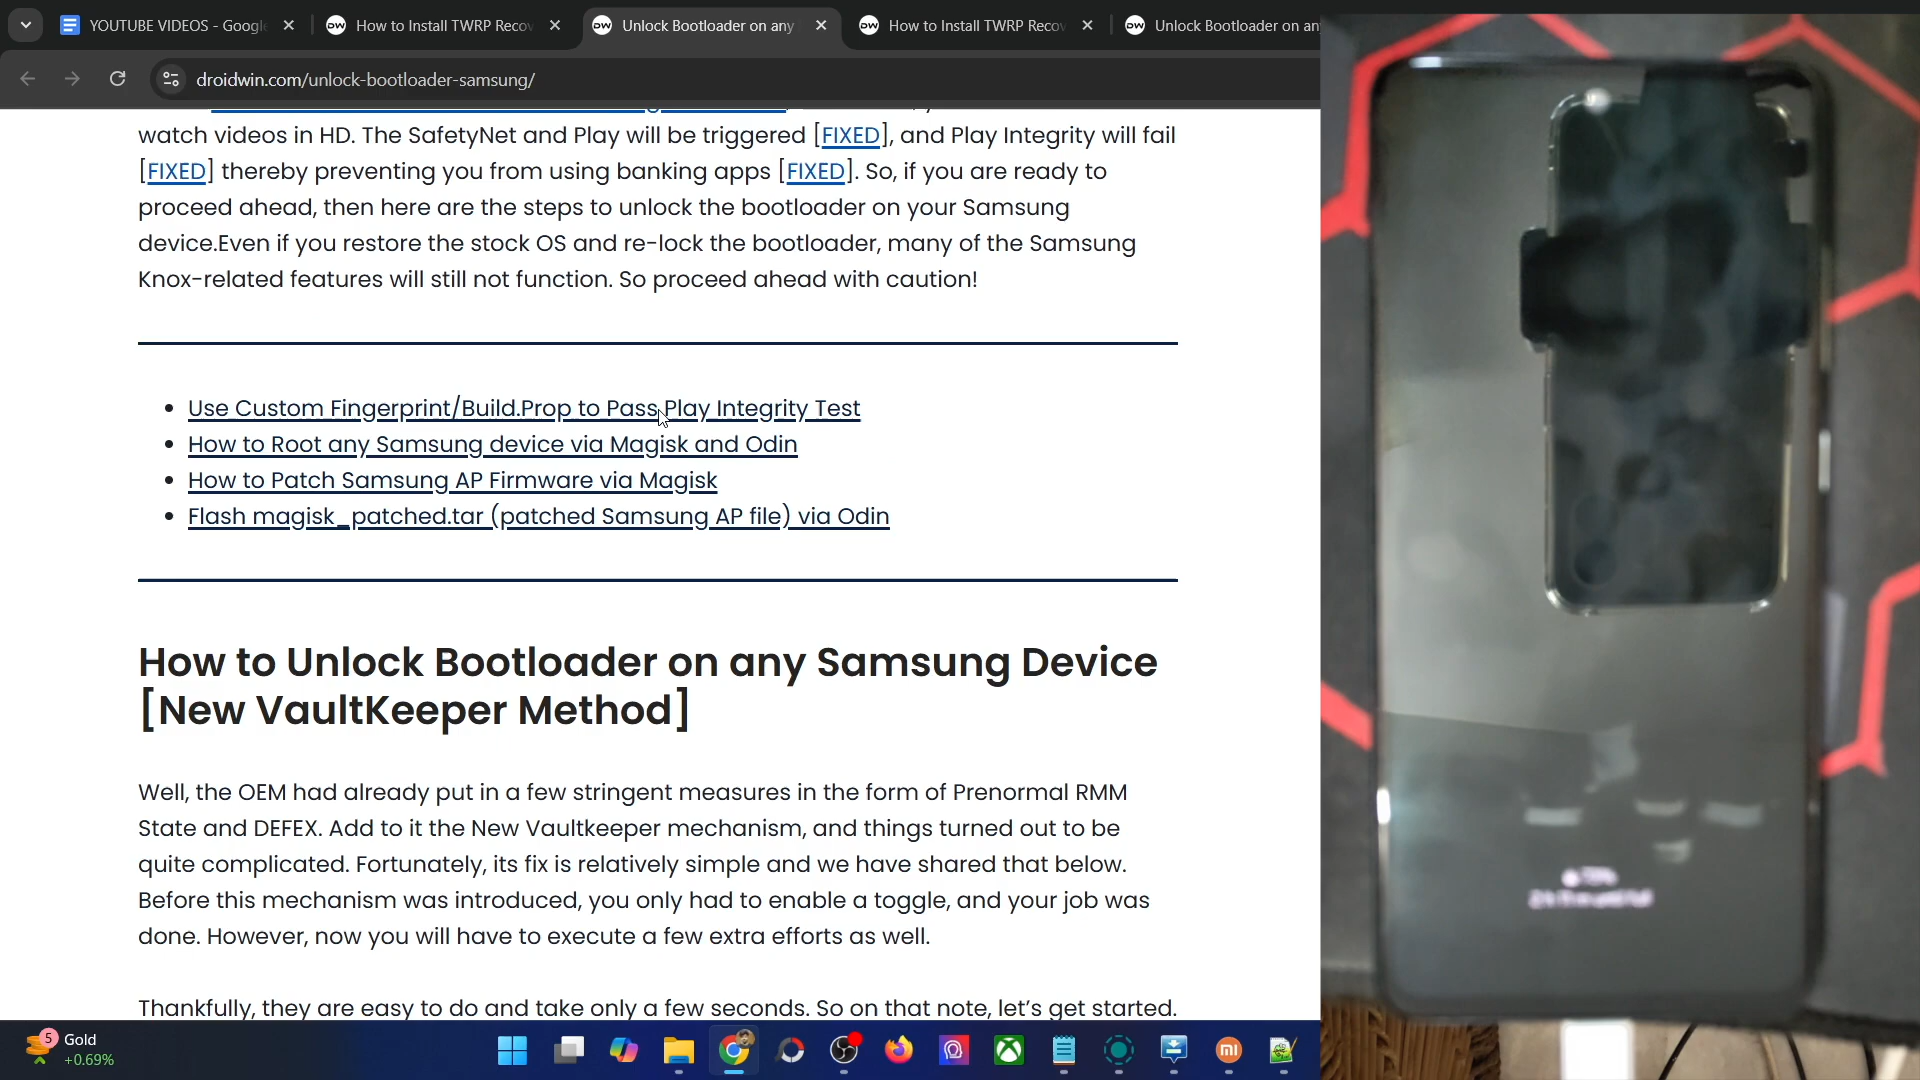 YOUTUBE VIDEOS - Googl
How to Install TWRP Recov
Unlock Bootloader on any
How to Install TWRP Recov
Unlock Bootloader on an
droidwin.com/unlock-bootloader-samsung/
watch videos in HD. The SafetyNet and Play will be triggered [FIXED], and Play Integrity will fail
[FIXED] thereby preventing you from using banking apps [FIXED]. So, if you are ready to
proceed ahead, then here are the steps to unlock the bootloader on your Samsung
device.Even if you restore the stock OS and re-lock the bootloader, many of the Samsung
Knox-related features will still not function. So proceed ahead with caution!
• Use Custom Fingerprint/Build.Prop to Pass Play Integrity Test
• How to Root any Samsung device via Magisk and Odin
• How to Patch Samsung AP Firmware via Magisk
• Flash magisk_patched.tar (patched Samsung AP file) via Odin
How to Unlock Bootloader on any Samsung Device
[New VaultKeeper Method]
Well, the OEM had already put in a few stringent measures in the form of Prenormal RMM
State and DEFEX. Add to it the New Vaultkeeper mechanism, and things turned out to be
quite complicated. Fortunately, its fix is relatively simple and we have shared that below.
Before this mechanism was introduced, you only had to enable a toggle, and your job was
done. However, now you will have to execute a few extra efforts as well.
Thankfully, they are easy to do and take only a few seconds. So on that note, let's get started.
5
Gold
+0.69%